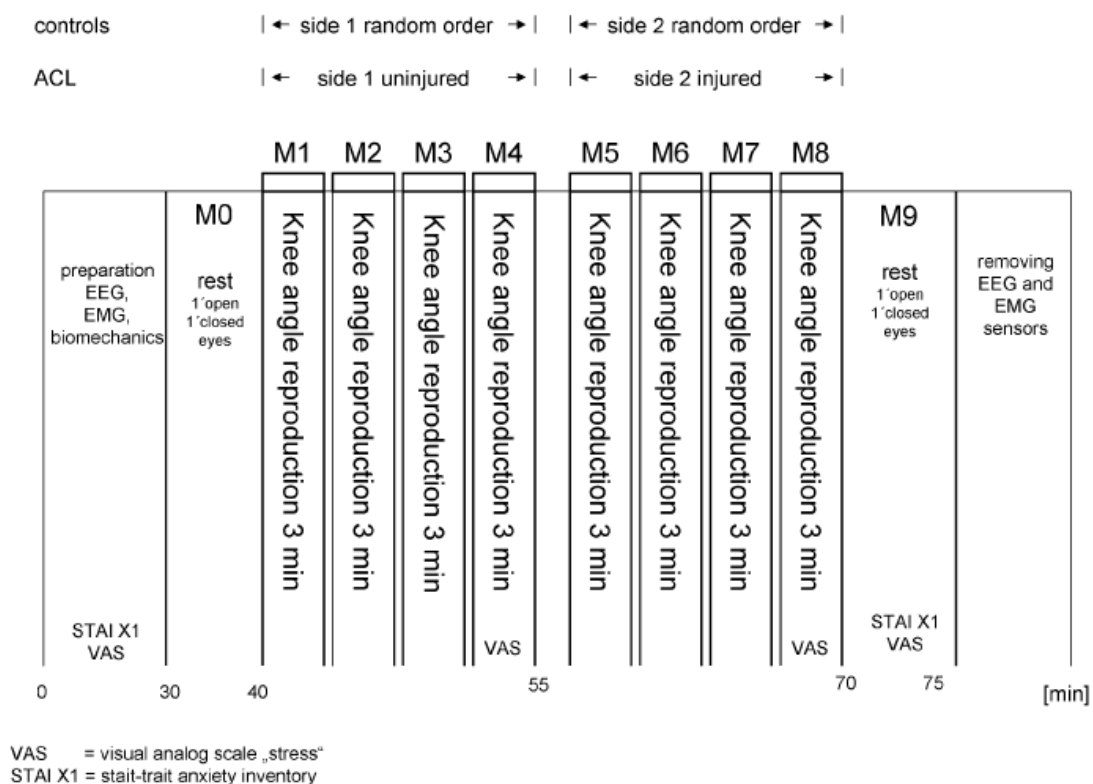 controls |← side 1 random order →| |← side 2 random order →|
ACL |← side 1 uninjured →| |← side 2 injured →|
M1 M2 M3 M4 M5 M6 M7 M8
M0 M9
preparation
EEG,
EMG,
biomechanics
rest
1´open
1´closed
eyes
Knee angle reproduction 3 min
Knee angle reproduction 3 min
Knee angle reproduction 3 min
Knee angle reproduction 3 min
Knee angle reproduction 3 min
Knee angle reproduction 3 min
Knee angle reproduction 3 min
Knee angle reproduction 3 min
rest
1´open
1´closed
eyes
removing
EEG and
EMG
sensors
STAI X1
VAS
VAS
VAS
STAI X1
VAS
0 30 40 55 70 75 [min]
VAS = visual analog scale „stress“
STAI X1 = stait-trait anxiety inventory